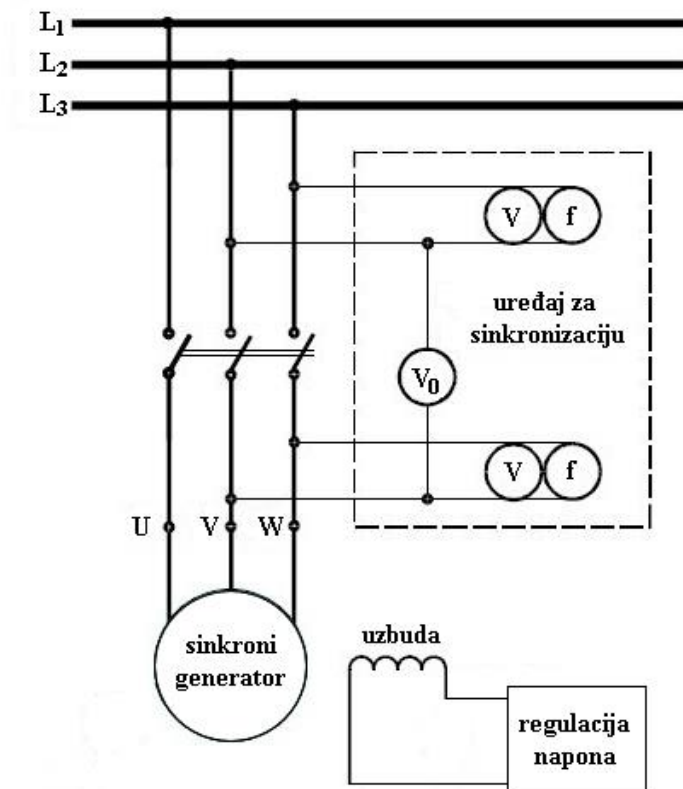 L1
L2
L3
V f
uređaj za
sinkronizaciju
V0
V f
U V W
sinkroni
generator
uzbuda
regulacija
napona